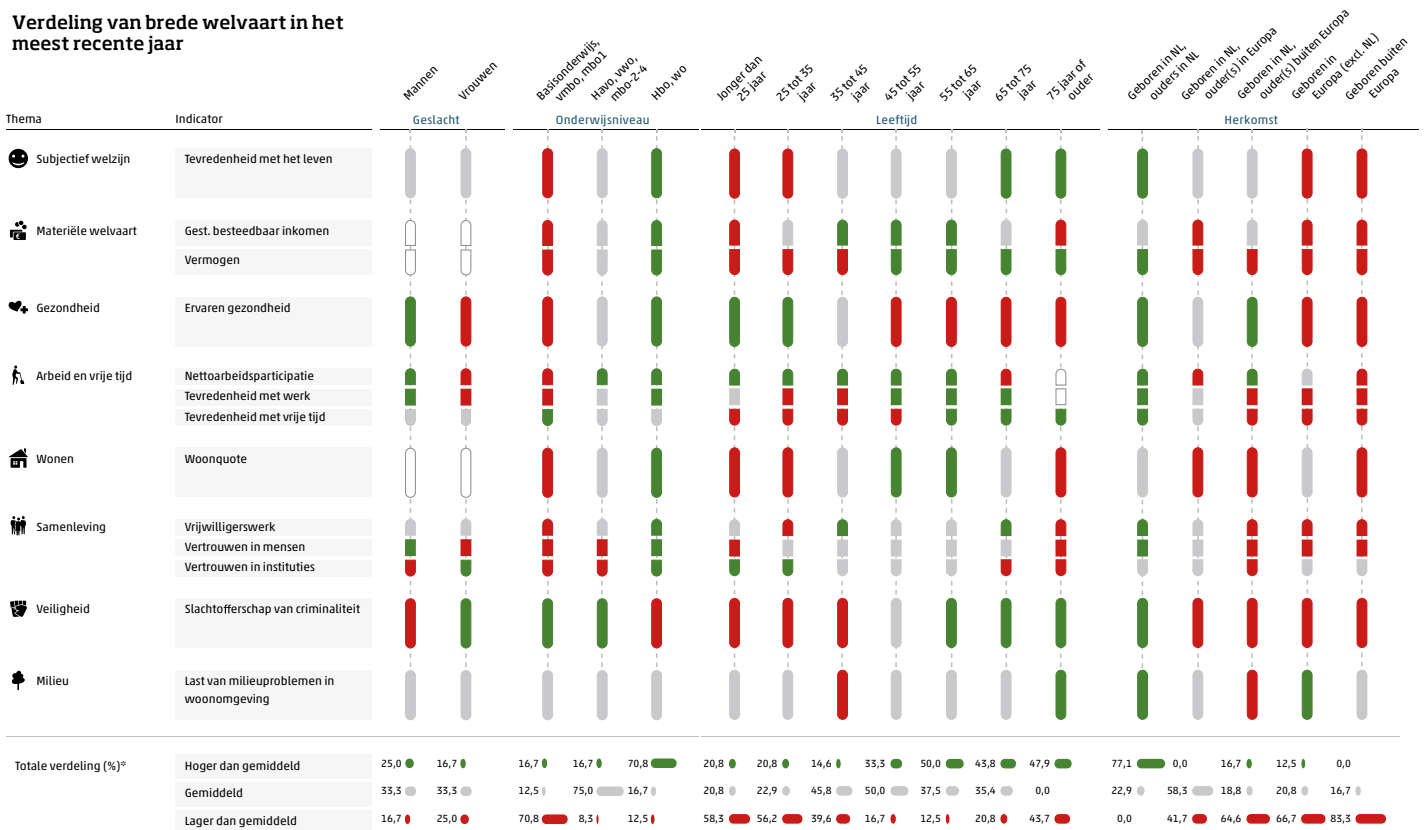 Verdeling van brede welvaart in het
meest recente jaar
Mannen
Vrouwen
Basisonderwijs,
vmbo, mbo1
Havo, vwo,
mbo-2-4
Hbo, wo
Jonger dan
25 jaar
25 tot 35
jaar
35 tot 45
jaar
45 tot 55
jaar
55 tot 65
jaar
65 tot 75
jaar
75 jaar of
ouder
Geboren in NL,
ouders in NL
Geboren in NL,
ouder(s) in Europa
Geboren in NL,
ouder(s) buiten Europa
Geboren in
Europa (excl. NL)
Geboren buiten
Europa
Thema Indicator Geslacht Onderwijsniveau Leeftijd Herkomst
Subjectief welzijn Tevredenheid met het leven
Materiële welvaart Gest. besteedbaar inkomen
Vermogen
Gezondheid Ervaren gezondheid
Arbeid en vrije tijd Nettoarbeidsparticipatie
Tevredenheid met werk
Tevredenheid met vrije tijd
Wonen Woonquote
Samenleving Vrijwilligerswerk
Vertrouwen in mensen
Vertrouwen in instituties
Veiligheid Slachtofferschap van criminaliteit
Milieu Last van milieuproblemen in
woonomgeving
Totale verdeling (%)* Hoger dan gemiddeld 25,0 16,7 16,7 16,7 70,8 20,8 20,8 14,6 33,3 50,0 43,8 47,9 77,1 0,0 16,7 12,5 0,0
Gemiddeld 33,3 33,3 12,5 75,0 16,7 20,8 22,9 45,8 50,0 37,5 35,4 0,0 22,9 58,3 18,8 20,8 16,7
Lager dan gemiddeld 16,7 25,0 70,8 8,3 12,5 58,3 56,2 39,6 16,7 12,5 20,8 43,7 0,0 41,7 64,6 66,7 83,3